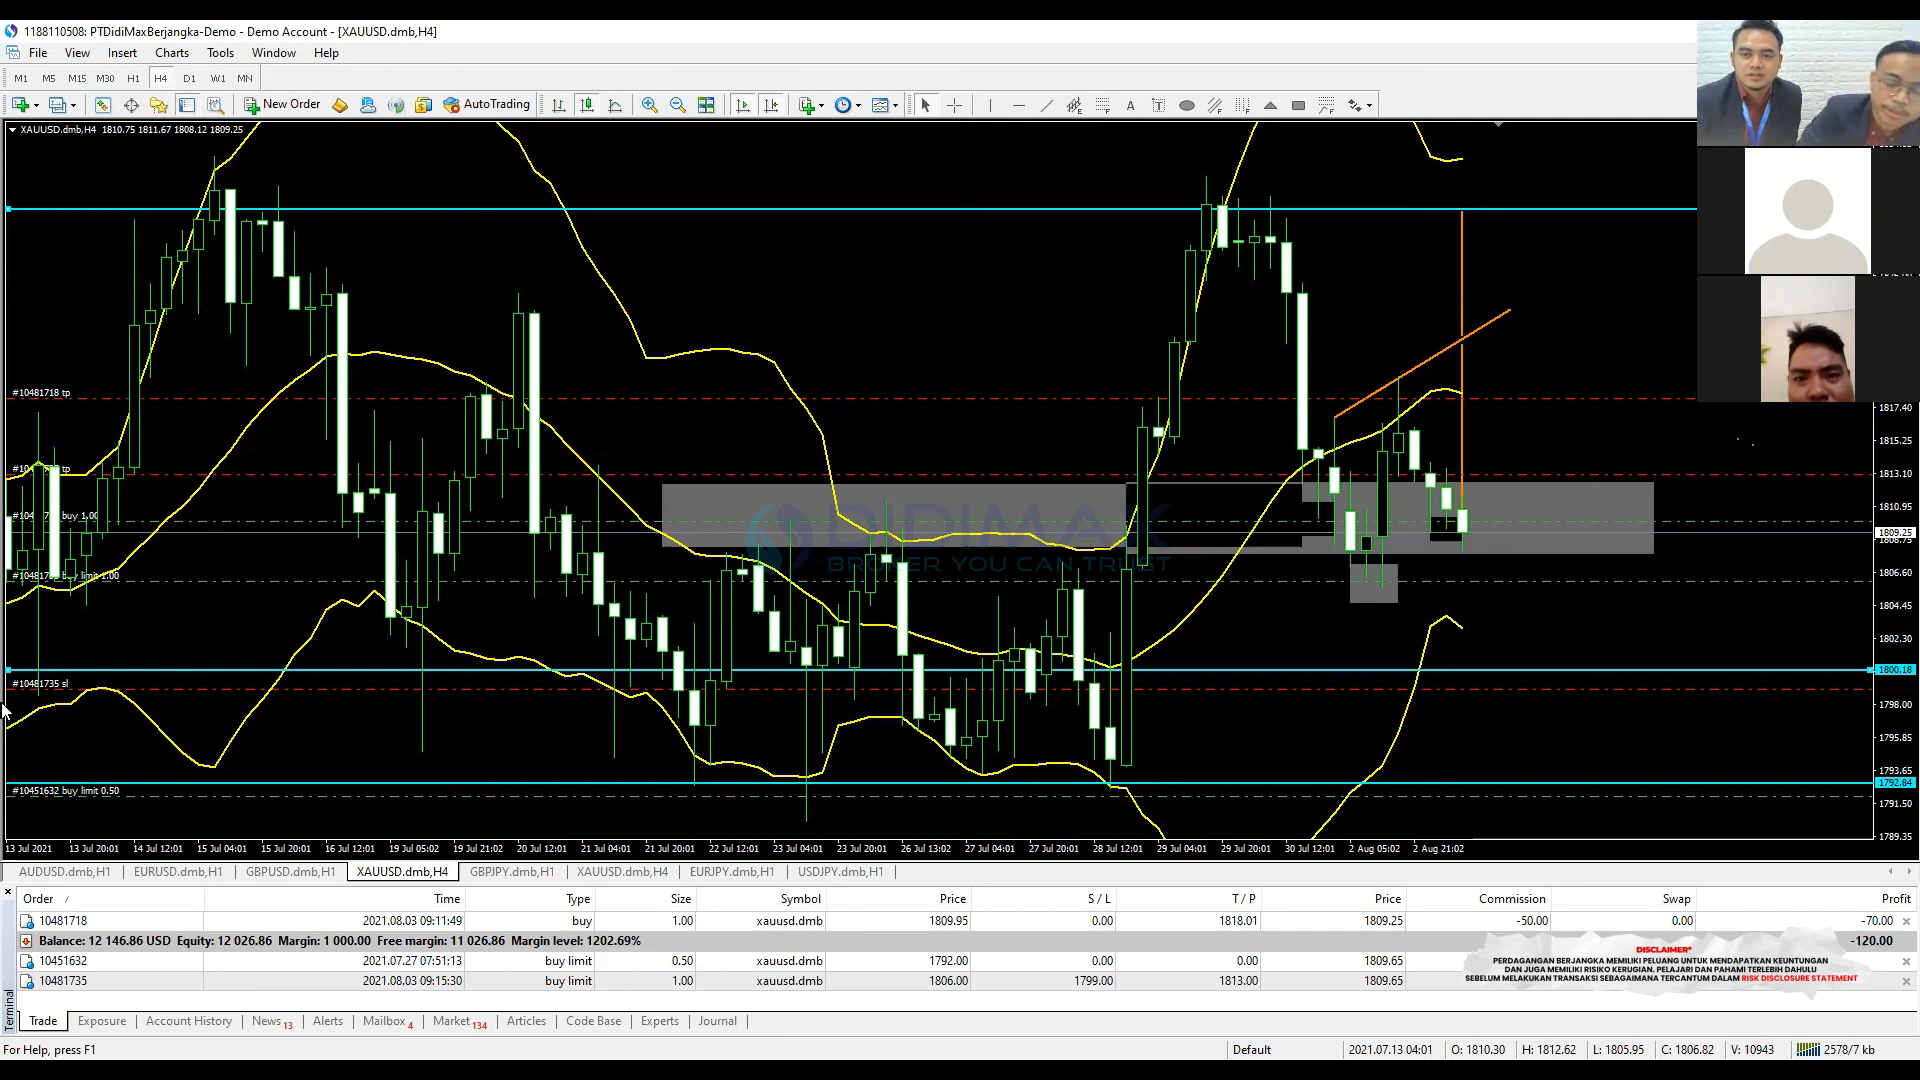 1188110508: PTDidiMaxBerjangka-Demo - Demo Account - [XAUUSD.dmb,H4]
File View Insert Charts Tools Window Help
M1 M5 M15 M30 H1 H4 D1 W1 MN
New Order AutoTrading
XAUUSD.dmb,H4 1810.75 1811.67 1808.12 1809.25
#10481718 tp
1817.40
1815.25
1813.10
buy 1.00
1810.95
1809.25
1808.75
1806.60
buy limit 1.00
1804.45
1802.30
1800.18
#10481735 sl
1798.00
1795.85
1793.65
1792.84
#10451632 buy limit 0.50
1791.50
1789.35
DIDIMAX
BROKER YOU CAN TRUST
13 Jul 2021 13 Jul 20:01 14 Jul 12:01 15 Jul 04:01 15 Jul 20:01 16 Jul 12:01 19 Jul 05:02 19 Jul 21:02 20 Jul 12:01 21 Jul 04:01 21 Jul 20:01 22 Jul 12:01 23 Jul 04:01 23 Jul 20:01 26 Jul 13:02 27 Jul 04:01 27 Jul 20:01 28 Jul 12:01 29 Jul 04:01 29 Jul 20:01 30 Jul 12:01 2 Aug 05:02 2 Aug 21:02
AUDUSD.dmb,H1 EURUSD.dmb,H1 GBPUSD.dmb,H1 XAUUSD.dmb,H4 GBPJPY.dmb,H1 XAUUSD.dmb,H4 EURJPY.dmb,H1 USDJPY.dmb,H1
Order / Time Type Size Symbol Price S / L T / P Price Commission Swap Profit
10481718 2021.08.03 09:11:49 buy 1.00 xauusd.dmb 1809.95 0.00 1818.01 1809.25 -50.00 0.00 -70.00
Balance: 12 146.86 USD Equity: 12 026.86 Margin: 1 000.00 Free margin: 11 026.86 Margin level: 1202.69% -120.00
10451632 2021.07.27 07:51:13 buy limit 0.50 xauusd.dmb 1792.00 0.00 0.00 1809.65
10481735 2021.08.03 09:15:30 buy limit 1.00 xauusd.dmb 1806.00 1799.00 1813.00 1809.65
DISCLAIMER*
PERDAGANGAN BERJANGKA MEMILIKI PELUANG UNTUK MENDAPATKAN KEUNTUNGAN
DAN JUGA MEMILIKI RISIKO KERUGIAN. PELAJARI DAN PAHAMI TERLEBIH DAHULU
SEBELUM MELAKUKAN TRANSAKSI SEBAGAIMANA TERCANTUM DALAM RISK DISCLOSURE STATEMENT
Terminal
Trade Exposure Account History News 13 Alerts Mailbox 4 Market 134 Articles Code Base Experts Journal
For Help, press F1 Default 2021.07.13 04:01 O: 1810.30 H: 1812.62 L: 1805.95 C: 1806.82 V: 10943 2578/7 kb